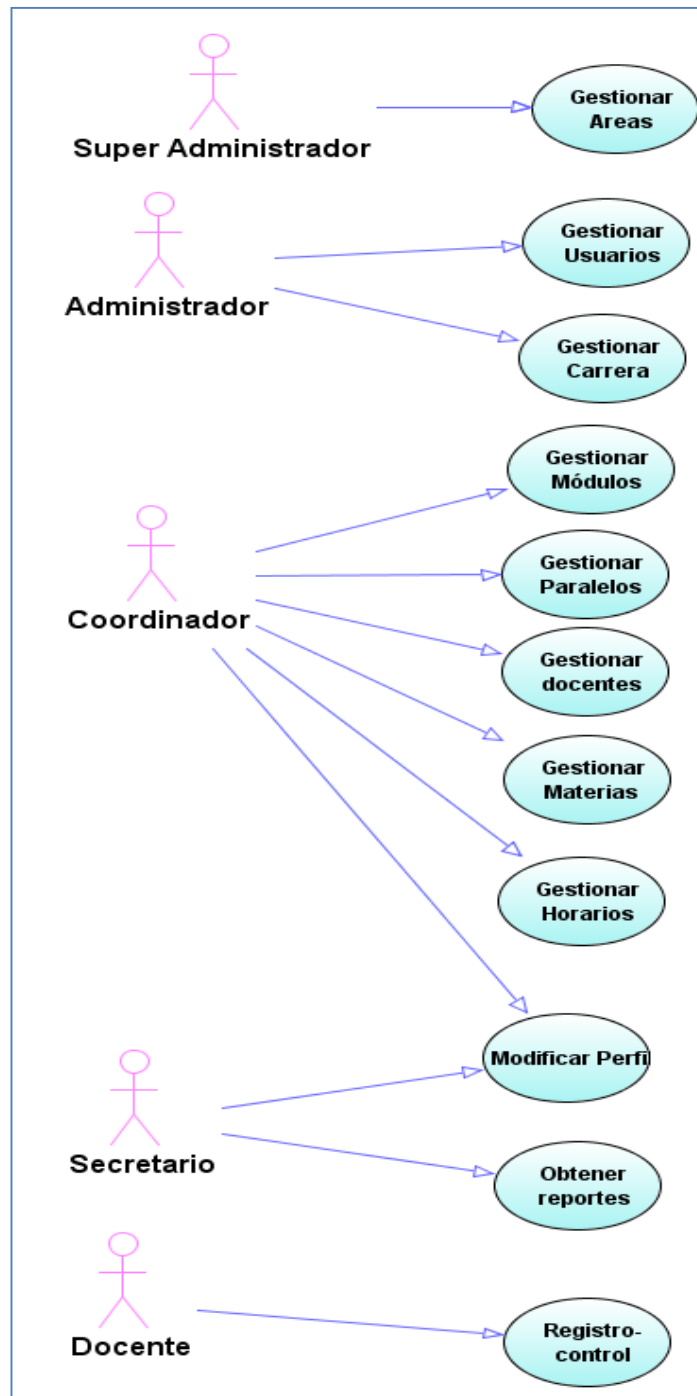 Super Administrador
Gestionar
Areas
Administrador
Gestionar
Usuarios
Gestionar
Carrera
Coordinador
Gestionar
Módulos
Gestionar
Paralelos
Gestionar
docentes
Gestionar
Materias
Gestionar
Horarios
Secretario
Modificar Perfi
Obtener
reportes
Docente
Registro-
control